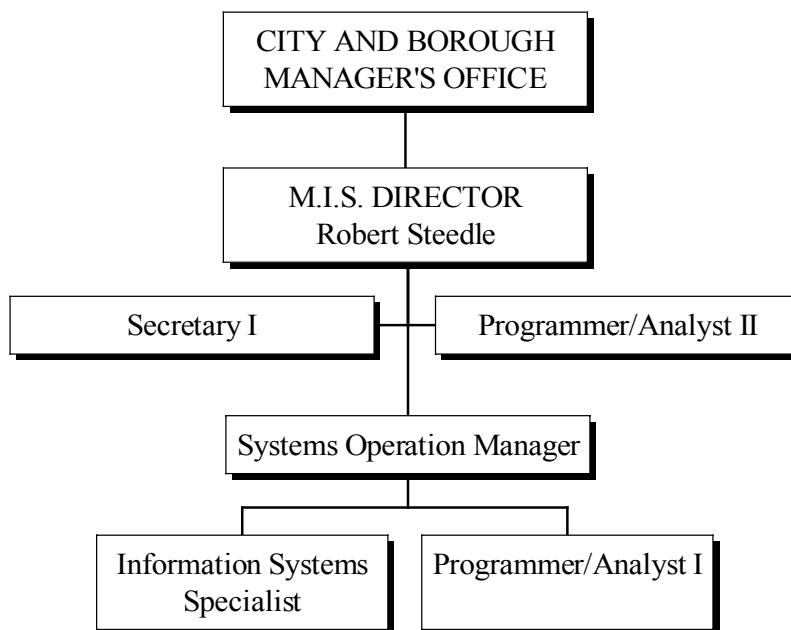 CITY AND BOROUGH
MANAGER'S OFFICE
M.I.S. DIRECTOR
Robert Steedle
Secretary I
Programmer/Analyst II
Systems Operation Manager
Information Systems
Specialist
Programmer/Analyst I